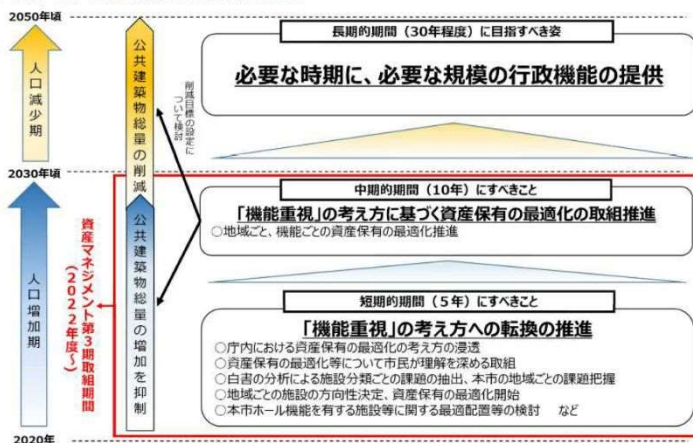 2050年頃
人口減少期
2030年頃
人口増加期
2020年
資産マネジメント第3期取組期間
(2022年度~)
公共建築物総量の削減
公共建築物総量の増加を抑制
削減目標の設定に
ついて検討
長期的期間(30年程度)に目指すべき姿
必要な時期に、必要な規模の行政機能の提供
中期的期間(10年)にすべきこと
「機能重視」の考え方に基づく資産保有の最適化の取組推進
○地域ごと、機能ごとの資産保有の最適化推進
短期的期間(5年)にすべきこと
「機能重視」の考え方への転換の推進
○庁内における資産保有の最適化の考え方の浸透
○資産保有の最適化等について市民が理解を深める取組
○白書の分析による施設分類ごとの課題の抽出、本市の地域ごとの課題把握
○地域ごとの施設の方向性決定、資産保有の最適化開始
○本市ホール機能を有する施設等に関する最適配置等の検討 など